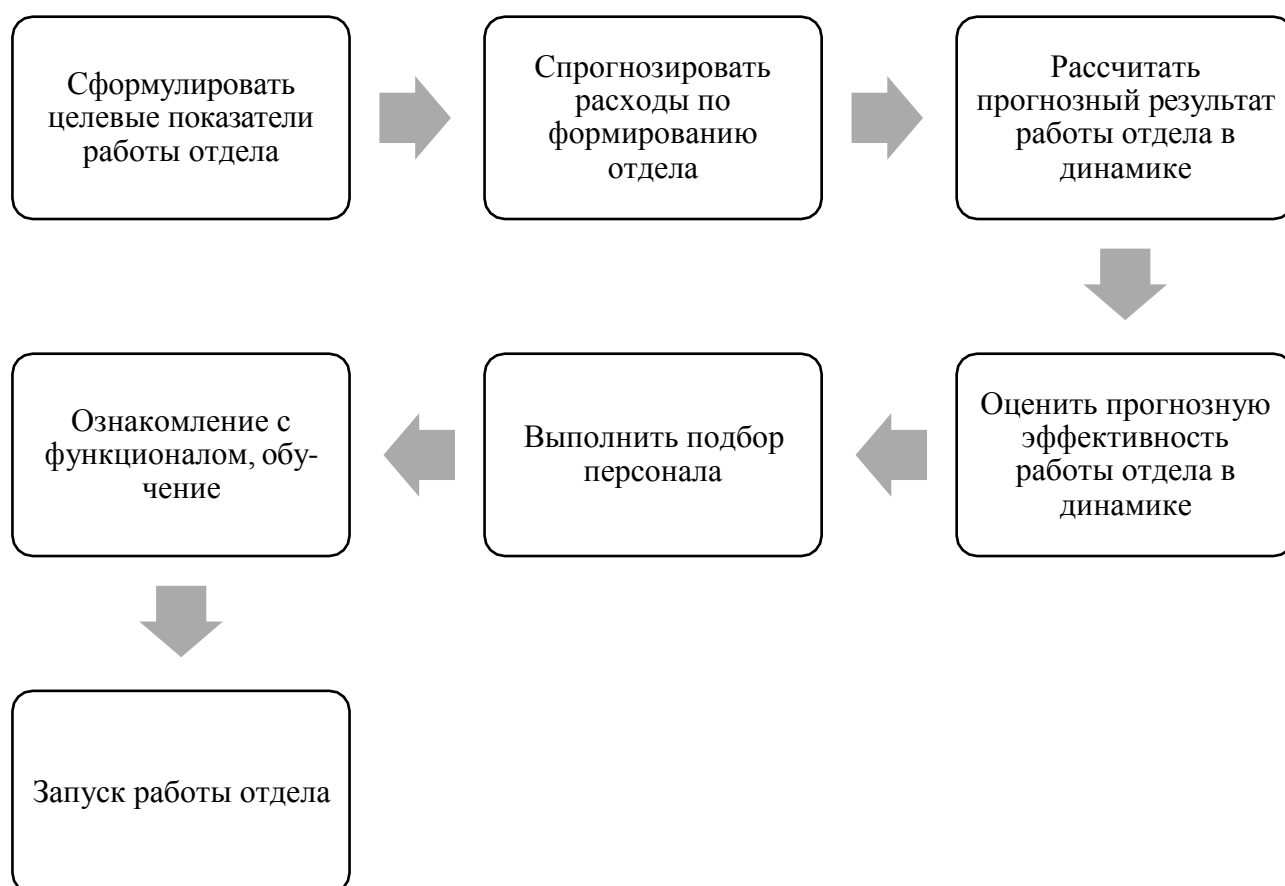 Сформулировать
целевые показатели
работы отдела
Спрогнозировать
расходы по
формированию
отдела
Рассчитать
прогнозный результат
работы отдела в
динамике
Оценить прогнозную
эффективность
работы отдела в
динамике
Выполнить подбор
персонала
Ознакомление с
функционалом, обу-
чение
Запуск работы отдела